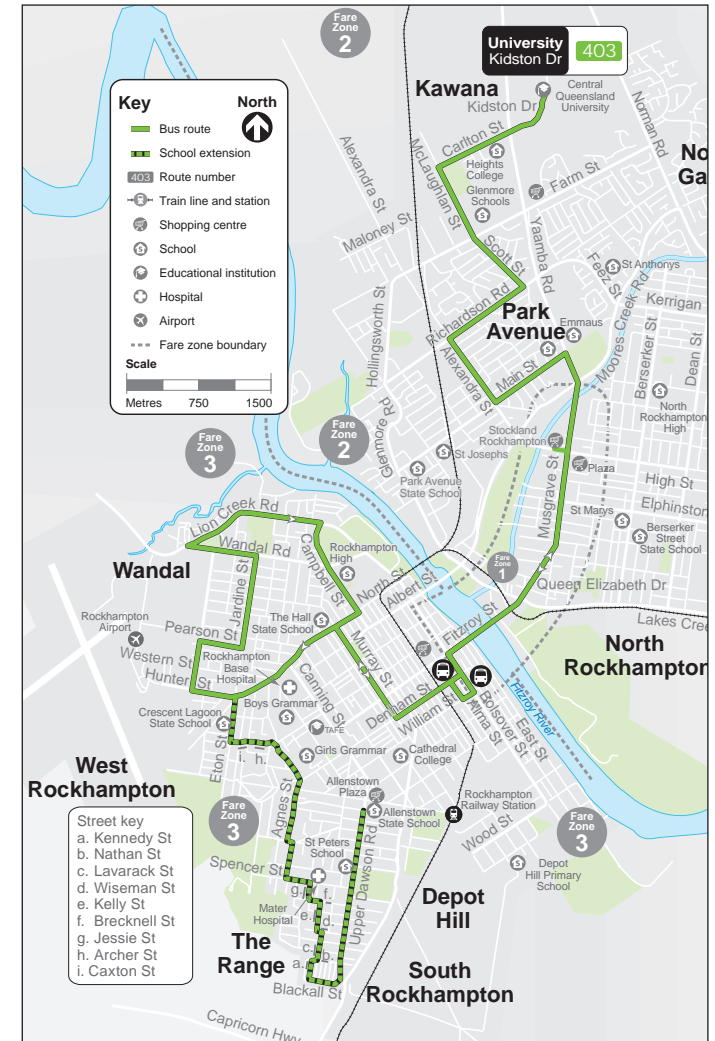 Fare
Zone
2
University
Kidston Dr
403
Kawana
Kidston Dr
Central
Queensland
University
Key
North
Bus route
School extension
403 Route number
Train line and station
Shopping centre
School
Educational institution
Hospital
Airport
Fare zone boundary
Scale
Metres 750 1500
Carlton St
McLaughlan St
Norman Rd
No
Ga
Alexandra St
Heights
College
Glenmore
Schools
Farm St
Maloney St
Yaamba Rd
Scott St
Feez St
St Anthonys
Moores Creek Rd
Kerrigan
Hollingsworth St
Richardson Rd
Park
Avenue
Emmaus
Berserker St
Dean St
Alexandra St
Main St
North
Rockhampton
High
Glenmore Rd
Fare
Zone
2
Fare
Zone
3
St Josephs
Stockland
Rockhampton
Plaza
Park Avenue
State School
Musgrave St
High St
Elphinston
St Marys
Berserker
Street
State School
Lion Creek Rd
Wandal Rd
Wandal
Campbell St
Rockhampton
High
North St
Albert St
Fare
Zone
1
Queen Elizabeth Dr
Jardine St
Lakes Cree
Rockhampton
Airport
Pearson St
The Hall
State School
Murray St
Fitzroy St
North
Rockhampton
Western St
Hunter St
Rockhampton
Base
Hospital
Canning St
Denham St
William St
Alma St
Bolsover St
East St
Fitzroy River
Crescent Lagoon
State School
Boys Grammar
TAFE
Eton St
i. h.
Girls Grammar
Cathedral
College
West
Rockhampton
Allenstown
Plaza
Rockhampton
Railway Station
Fare
Zone
3
Agnes St
Allenstown
State School
Wood St
Fare
Zone
3
Street key
a. Kennedy St
b. Nathan St
c. Lavarack St
d. Wiseman St
e. Kelly St
f. Brecknell St
g. Jessie St
h. Archer St
i. Caxton St
St Peters
School
Spencer St
Upper Dawson Rd
Depot
Hill Primary
School
g. f.
Mater
Hospital
e.
d.
Depot
Hill
The
Range
c. b.
a.
South
Rockhampton
Blackall St
Capricorn Hwy